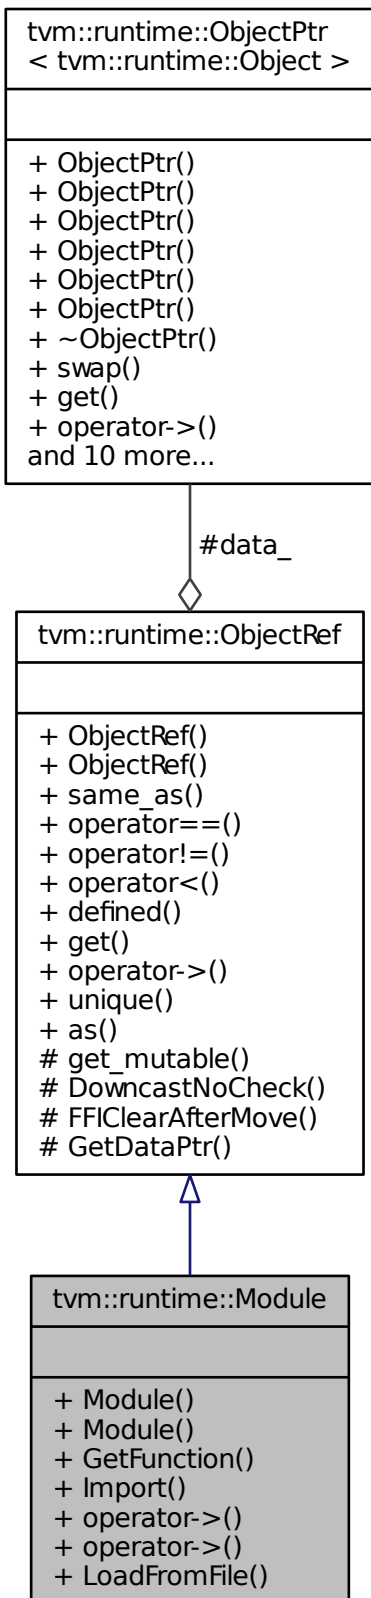 tvm::runtime::ObjectPtr
< tvm::runtime::Object >
+ ObjectPtr()
+ ObjectPtr()
+ ObjectPtr()
+ ObjectPtr()
+ ObjectPtr()
+ ObjectPtr()
+ ~ObjectPtr()
+ swap()
+ get()
+ operator->()
and 10 more...
#data_
tvm::runtime::ObjectRef
+ ObjectRef()
+ ObjectRef()
+ same_as()
+ operator==()
+ operator!=()
+ operator<()
+ defined()
+ get()
+ operator->()
+ unique()
+ as()
# get_mutable()
# DowncastNoCheck()
# FFIClearAfterMove()
# GetDataPtr()
tvm::runtime::Module
+ Module()
+ Module()
+ GetFunction()
+ Import()
+ operator->()
+ operator->()
+ LoadFromFile()